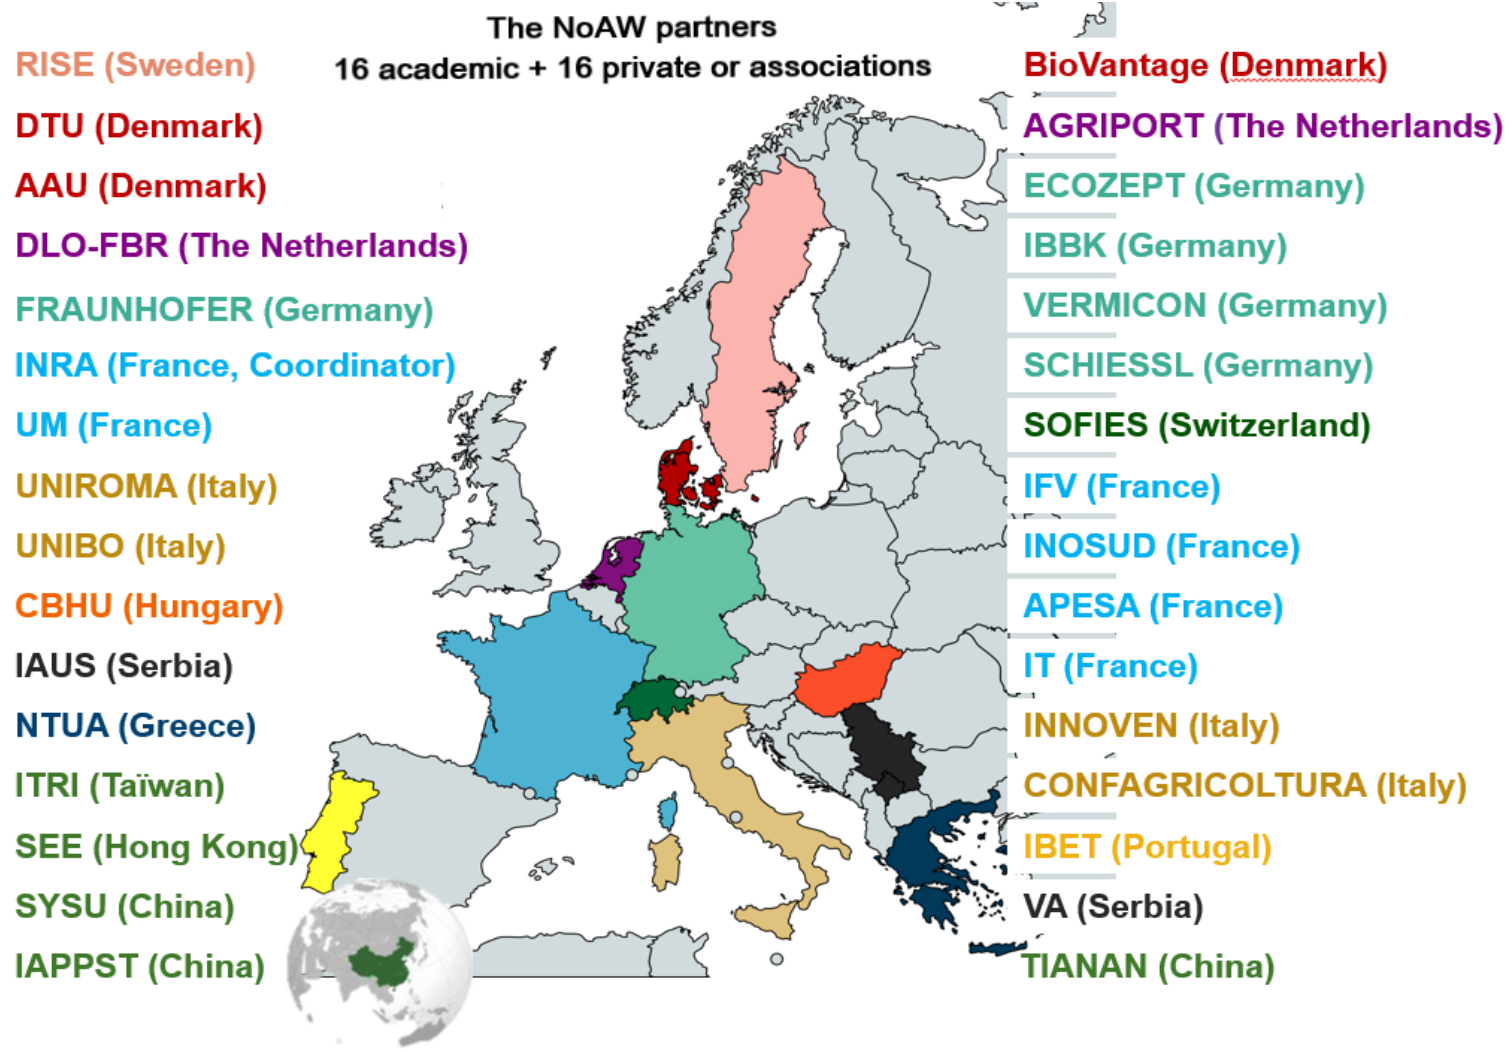 The NoAW partners
16 academic + 16 private or associations
RISE (Sweden)
DTU (Denmark)
AAU (Denmark)
DLO-FBR (The Netherlands)
FRAUNHOFER (Germany)
INRA (France, Coordinator)
UM (France)
UNIROMA (Italy)
UNIBO (Italy)
CBHU (Hungary)
IAUS (Serbia)
NTUA (Greece)
ITRI (Taïwan)
SEE (Hong Kong)
SYSU (China)
IAPPST (China)
BioVantage (Denmark)
AGRIPORT (The Netherlands)
ECOZEPT (Germany)
IBBK (Germany)
VERMICON (Germany)
SCHIESSL (Germany)
SOFIES (Switzerland)
IFV (France)
INOSUD (France)
APESA (France)
IT (France)
INNOVEN (Italy)
CONFAGRICOLTURA (Italy)
IBET (Portugal)
VA (Serbia)
TIANAN (China)